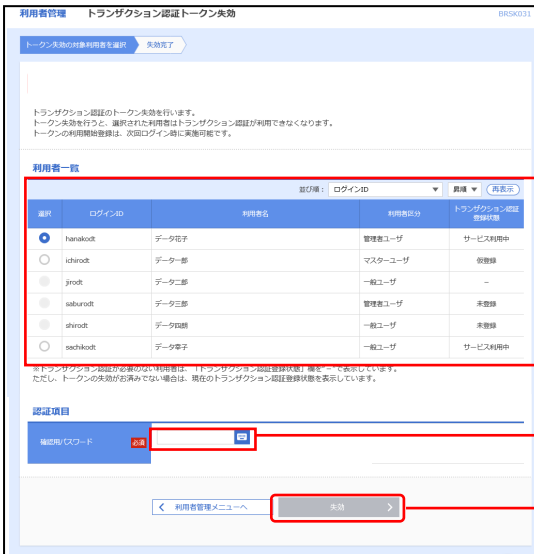 利用者管理 トランザクション認証トークン失効 BRSK031
トークン失効の対象利用者を選択 失効完了
トランザクション認証のトークン失効を行います。
トークン失効を行うと、選択された利用者はトランザクション認証が利用できなくなります。
トークンの利用開始登録は、次回ログイン時に実施可能です。
利用者一覧
並び順： ログインID ▼ 昇順 ▼ 再表示
選択 ログインID 利用者名 利用者区分 トランザクション認証
登録状態
hanakodt データ花子 管理者ユーザ サービス利用中
ichirodt データ一郎 マスターユーザ 仮登録
jirodt データ二郎 一般ユーザ －
saburodt データ三郎 管理者ユーザ 未登録
shirodt データ四朗 一般ユーザ 未登録
sachikodt データ幸子 一般ユーザ サービス利用中
※トランザクション認証が必要のない利用者は、「トランザクション認証登録状態」欄を"－"で表示しています。
ただし、トークンの失効がお済みでない場合は、現在のトランザクション認証登録状態を表示しています。
認証項目
確認用パスワード 必須
利用者管理メニューへ 失効